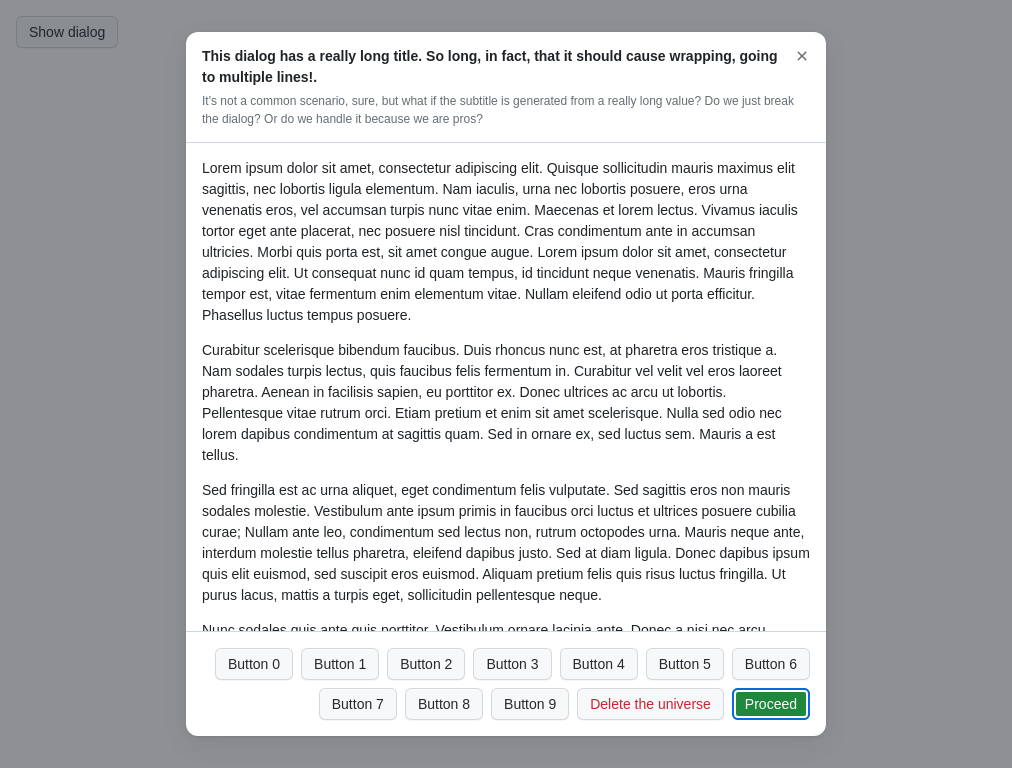 Show dialog
This dialog has a really long title. So long, in fact, that it should cause wrapping, going
to multiple lines!.
It's not a common scenario, sure, but what if the subtitle is generated from a really long value? Do we just break
the dialog? Or do we handle it because we are pros?
Lorem ipsum dolor sit amet, consectetur adipiscing elit. Quisque sollicitudin mauris maximus elit
sagittis, nec lobortis ligula elementum. Nam iaculis, urna nec lobortis posuere, eros urna
venenatis eros, vel accumsan turpis nunc vitae enim. Maecenas et lorem lectus. Vivamus iaculis
tortor eget ante placerat, nec posuere nisl tincidunt. Cras condimentum ante in accumsan
ultricies. Morbi quis porta est, sit amet congue augue. Lorem ipsum dolor sit amet, consectetur
adipiscing elit. Ut consequat nunc id quam tempus, id tincidunt neque venenatis. Mauris fringilla
tempor est, vitae fermentum enim elementum vitae. Nullam eleifend odio ut porta efficitur.
Phasellus luctus tempus posuere.
Curabitur scelerisque bibendum faucibus. Duis rhoncus nunc est, at pharetra eros tristique a.
Nam sodales turpis lectus, quis faucibus felis fermentum in. Curabitur vel velit vel eros laoreet
pharetra. Aenean in facilisis sapien, eu porttitor ex. Donec ultrices ac arcu ut lobortis.
Pellentesque vitae rutrum orci. Etiam pretium et enim sit amet scelerisque. Nulla sed odio nec
lorem dapibus condimentum at sagittis quam. Sed in ornare ex, sed luctus sem. Mauris a est
tellus.
Sed fringilla est ac urna aliquet, eget condimentum felis vulputate. Sed sagittis eros non mauris
sodales molestie. Vestibulum ante ipsum primis in faucibus orci luctus et ultrices posuere cubilia
curae; Nullam ante leo, condimentum sed lectus non, rutrum octopodes urna. Mauris neque ante,
interdum molestie tellus pharetra, eleifend dapibus justo. Sed at diam ligula. Donec dapibus ipsum
quis elit euismod, sed suscipit eros euismod. Aliquam pretium felis quis risus luctus fringilla. Ut
purus lacus, mattis a turpis eget, sollicitudin pellentesque neque.
Nunc sodales quis ante quis porttitor. Vestibulum ornare lacinia ante. Donec a nisi nec arcu
Button 0 Button 1 Button 2 Button 3 Button 4 Button 5 Button 6
Button 7 Button 8 Button 9 Delete the universe Proceed